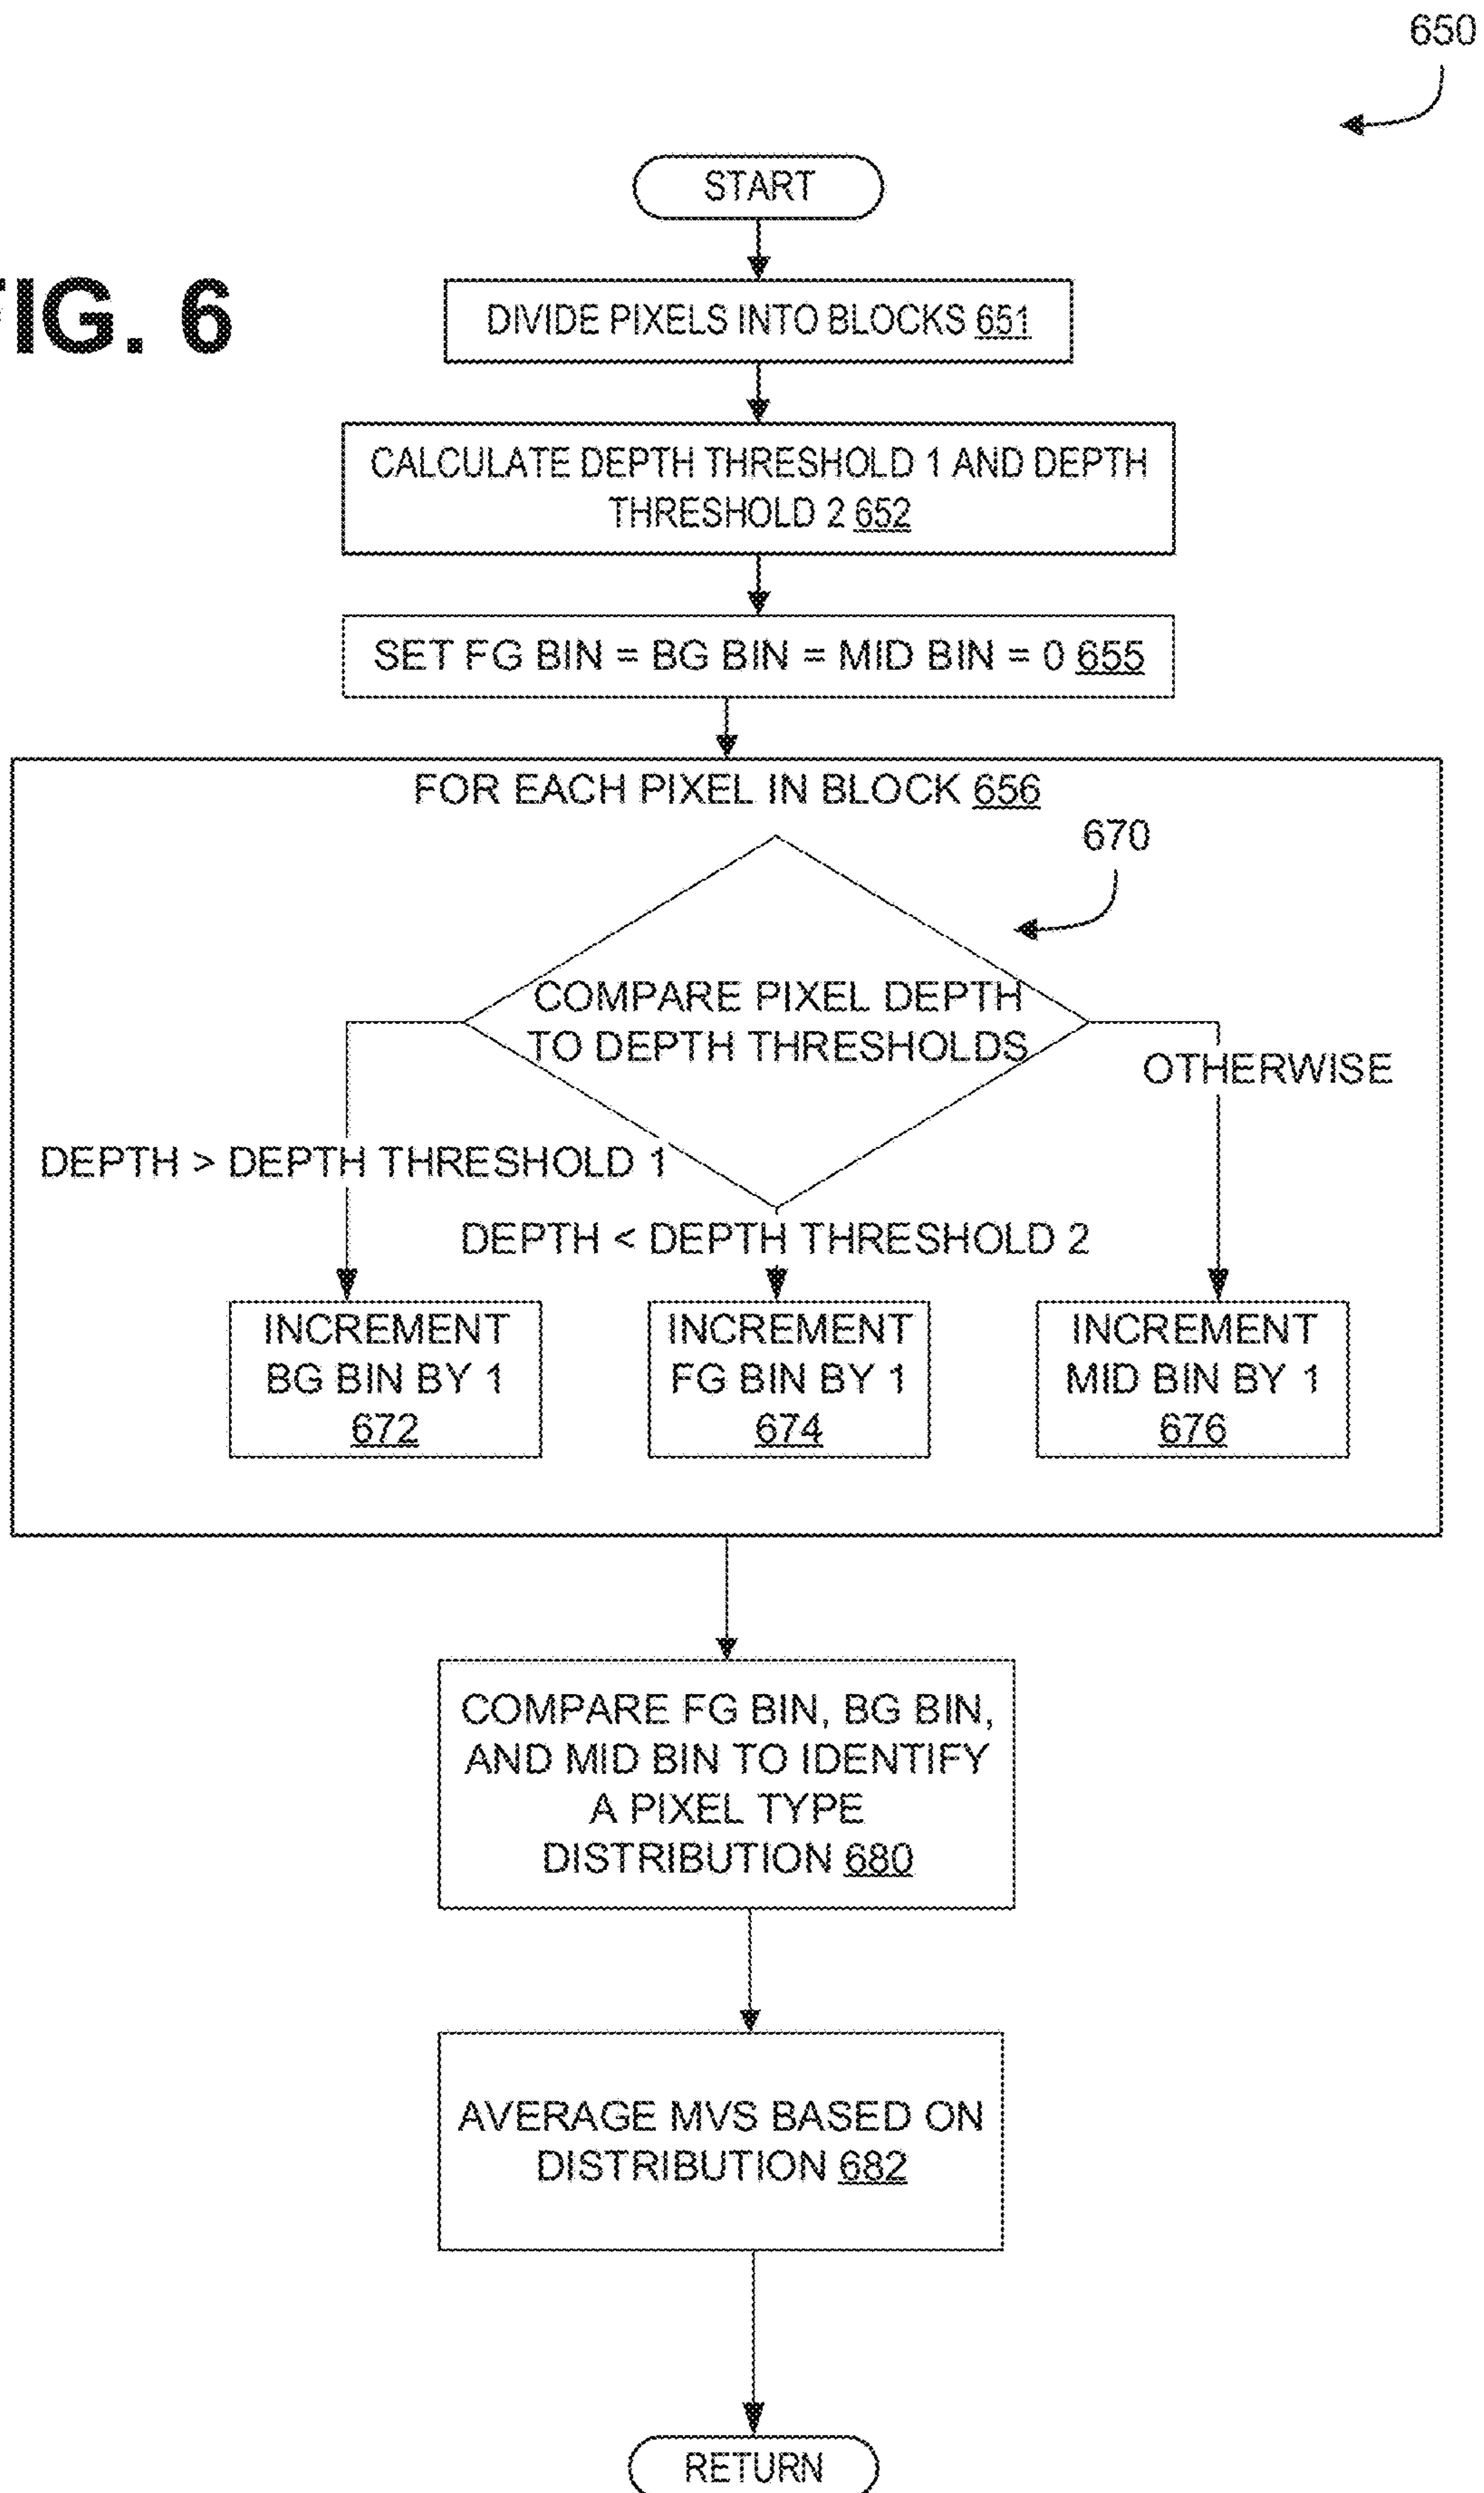 650
START
FIG. 6
DIVIDE PIXELS INTO BLOCKS 651
CALCULATE DEPTH THRESHOLD 1 AND DEPTH
THRESHOLD 2 652
SET FG BIN = BG BIN = MID BIN = 0 655
FOR EACH PIXEL IN BLOCK 656
670
COMPARE PIXEL DEPTH
TO DEPTH THRESHOLDS
OTHERWISE
DEPTH > DEPTH THRESHOLD 1
DEPTH < DEPTH THRESHOLD 2
INCREMENT
BG BIN BY 1
672
INCREMENT
FG BIN BY 1
674
INCREMENT
MID BIN BY 1
676
COMPARE FG BIN, BG BIN,
AND MID BIN TO IDENTIFY
A PIXEL TYPE
DISTRIBUTION 680
AVERAGE MVS BASED ON
DISTRIBUTION 682
RETURN